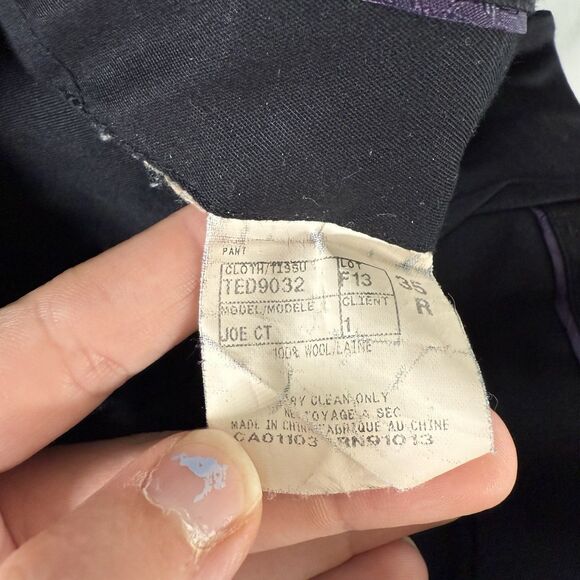 PANT
CLOTH/TISSU LOT
TED9032 F13 35
MODEL/MODELE CLIENT R
JOE CT 1
100% WOOL/LAINE
DRY CLEAN ONLY
NETTOYAGE A SEC
MADE IN CHINA/FABRIQUE AU CHINE
CA01103 RN91013